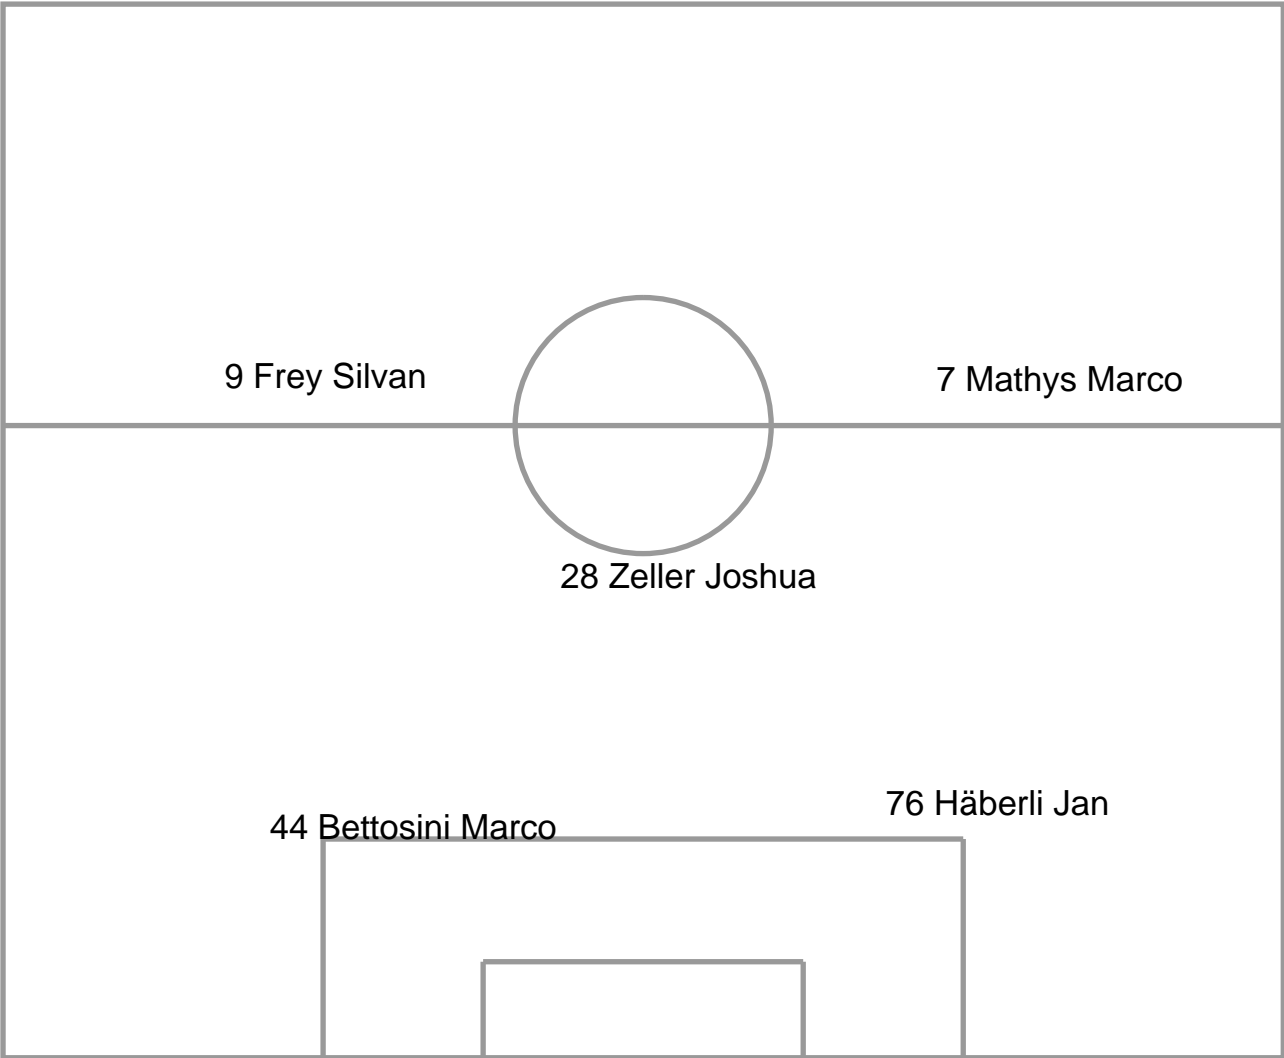 9 Frey Silvan
7 Mathys Marco
28 Zeller Joshua
76 Häberli Jan
44 Bettosini Marco